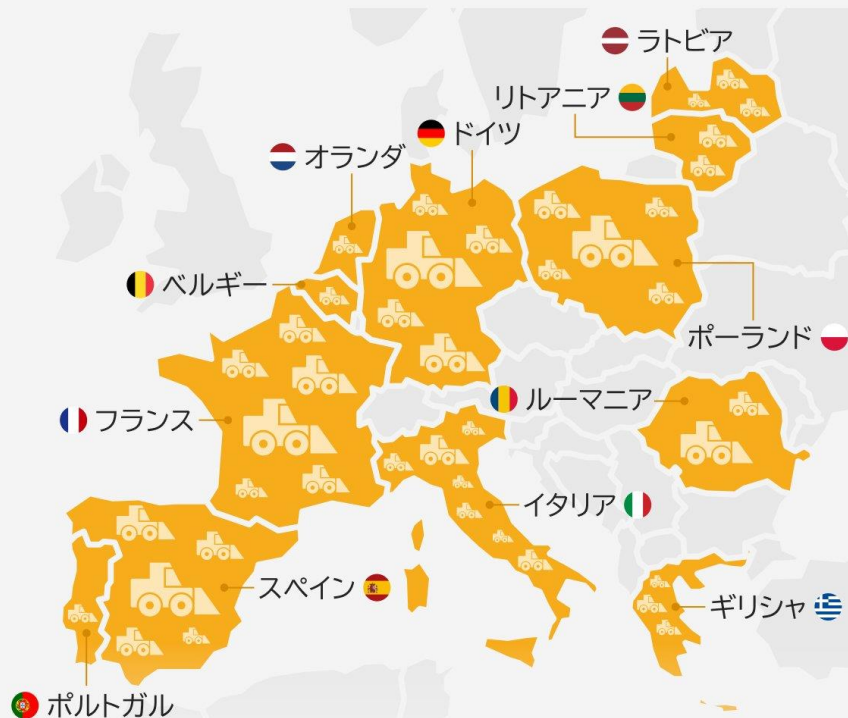 ラトビア
リトアニア
ドイツ
オランダ
ベルギー
ポーランド
ルーマニア
フランス
イタリア
スペイン
ギリシャ
ポルトガル